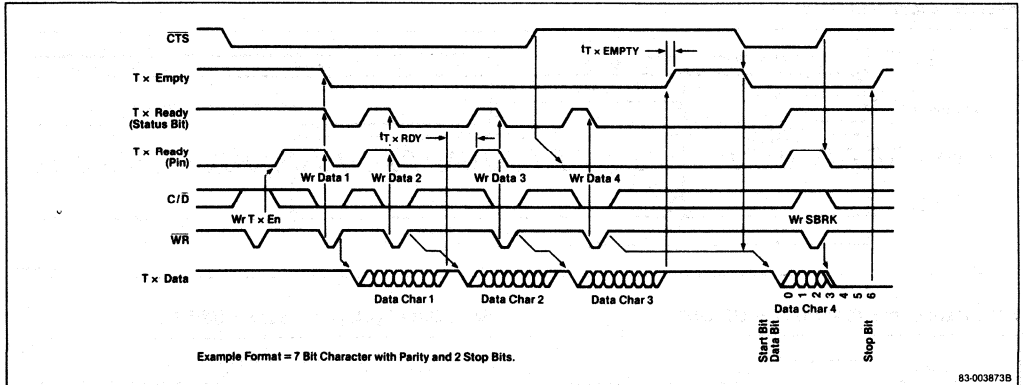 CTS
tT × EMPTY
T × Empty
T × Ready
(Status Bit)
tT × RDY
T × Ready
(Pin)
Wr Data 1 Wr Data 2 Wr Data 3 Wr Data 4
C/D
Wr T × En Wr SBRK
WR
T × Data
Data Char 1 Data Char 2 Data Char 3 Data Char 4
0 1 2 3 4 5 6
Start Bit
Data Bit
Stop Bit
Example Format = 7 Bit Character with Parity and 2 Stop Bits.
83-003873B